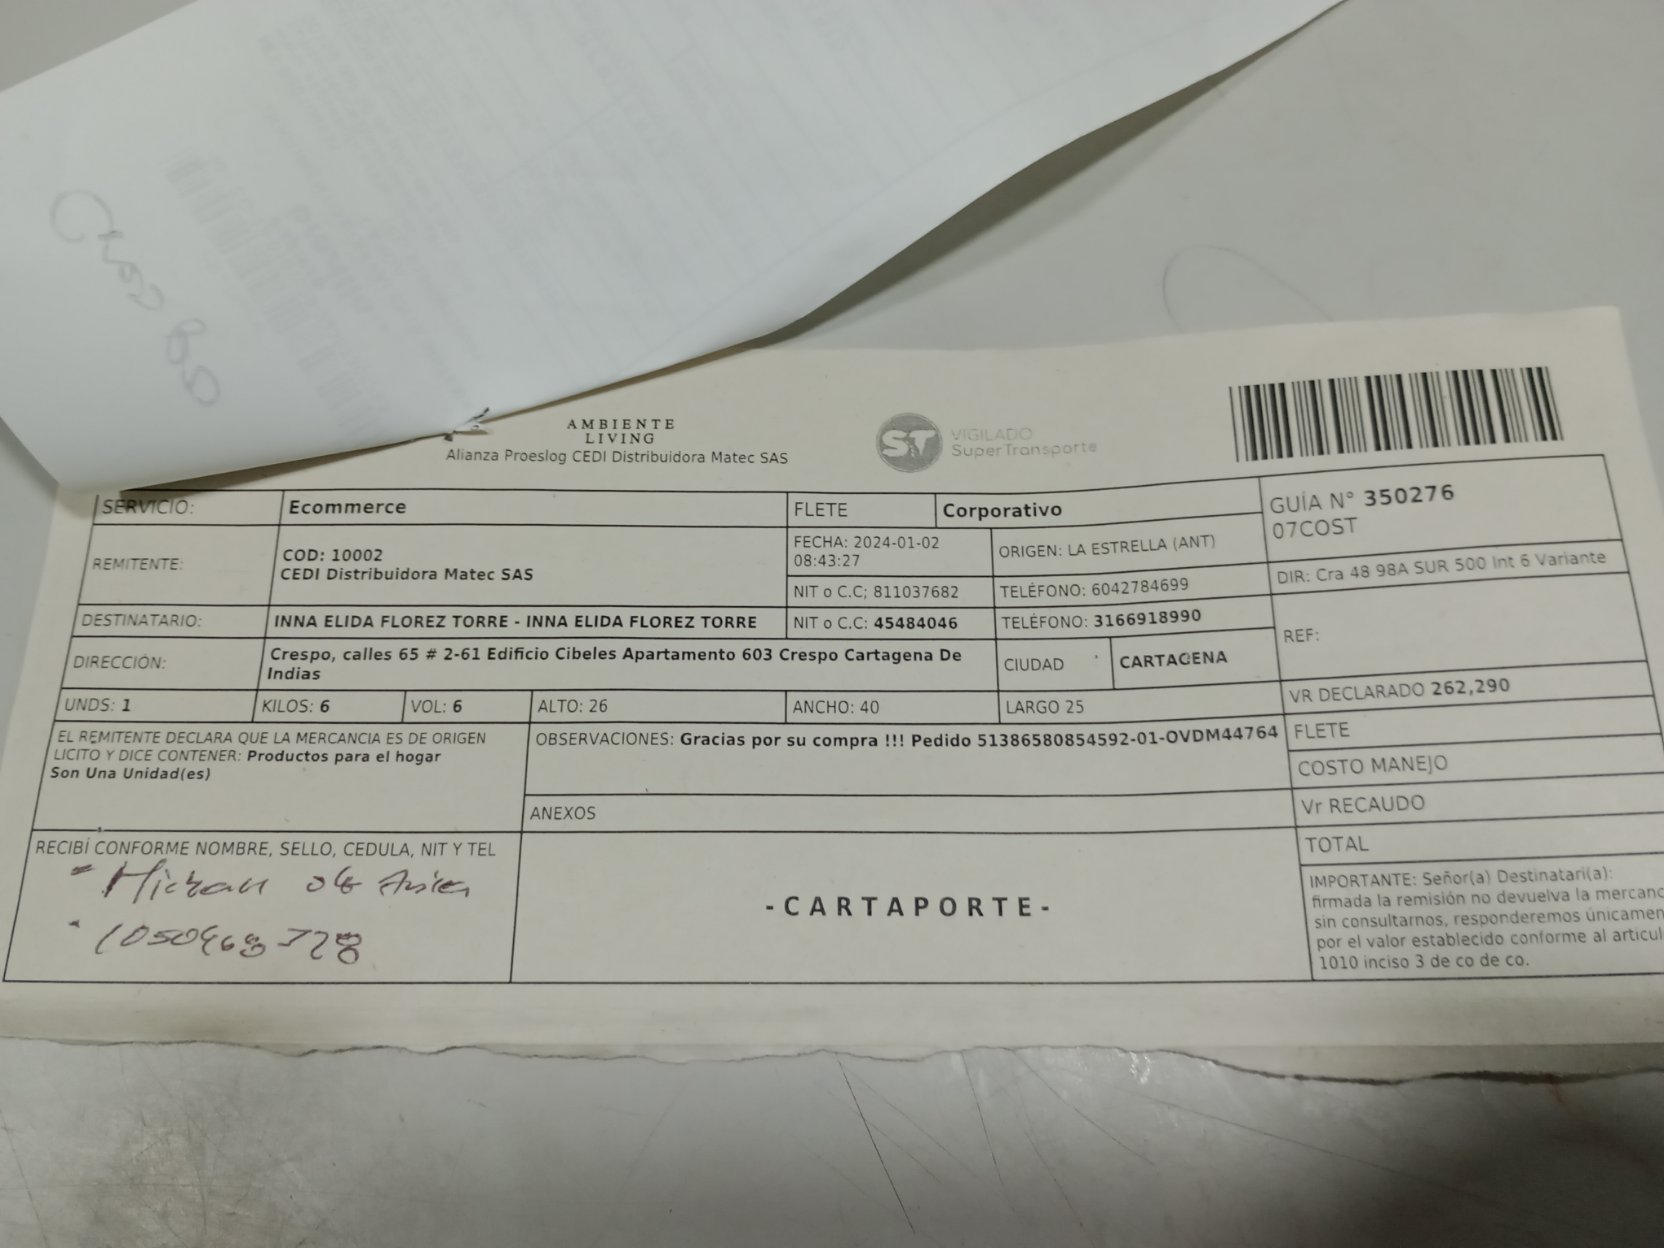 AMBIENTE
LIVING
Alianza Proeslog CEDI Distribuidora Matec SAS
ST VIGILADO
SuperTransporte
SERVICIO: Ecommerce FLETE Corporativo
GUÍA N° 350276
07COST
REMITENTE: COD: 10002
CEDI Distribuidora Matec SAS
FECHA: 2024-01-02
08:43:27
ORIGEN: LA ESTRELLA (ANT)
DIR: Cra 48 98A SUR 500 Int 6 Variante
NIT o C.C; 811037682 TELÉFONO: 6042784699
DESTINATARIO: INNA ELIDA FLOREZ TORRE - INNA ELIDA FLOREZ TORRE NIT o C.C: 45484046 TELÉFONO: 3166918990
REF:
DIRECCIÓN: Crespo, calles 65 # 2-61 Edificio Cibeles Apartamento 603 Crespo Cartagena De
Indias
CIUDAD CARTAGENA
UNDS: 1 KILOS: 6 VOL: 6 ALTO: 26 ANCHO: 40 LARGO 25 VR DECLARADO 262,290
EL REMITENTE DECLARA QUE LA MERCANCIA ES DE ORIGEN
LICITO Y DICE CONTENER: Productos para el hogar
Son Una Unidad(es)
OBSERVACIONES: Gracias por su compra !!! Pedido 51386580854592-01-OVDM44764
ANEXOS
FLETE
COSTO MANEJO
Vr RECAUDO
TOTAL
RECIBÍ CONFORME NOMBRE, SELLO, CEDULA, NIT Y TEL
-CARTAPORTE-
IMPORTANTE: Señor(a) Destinatari(a):
firmada la remisión no devuelva la mercanc
sin consultarnos, responderemos únicamen
por el valor establecido conforme al articul
1010 inciso 3 de co de co.